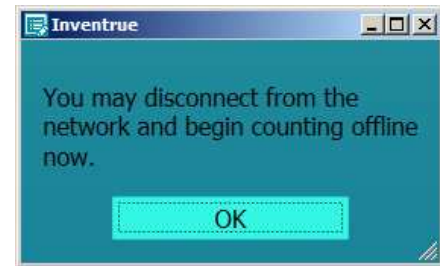 Inventrue
You may disconnect from the
network and begin counting offline
now.
OK